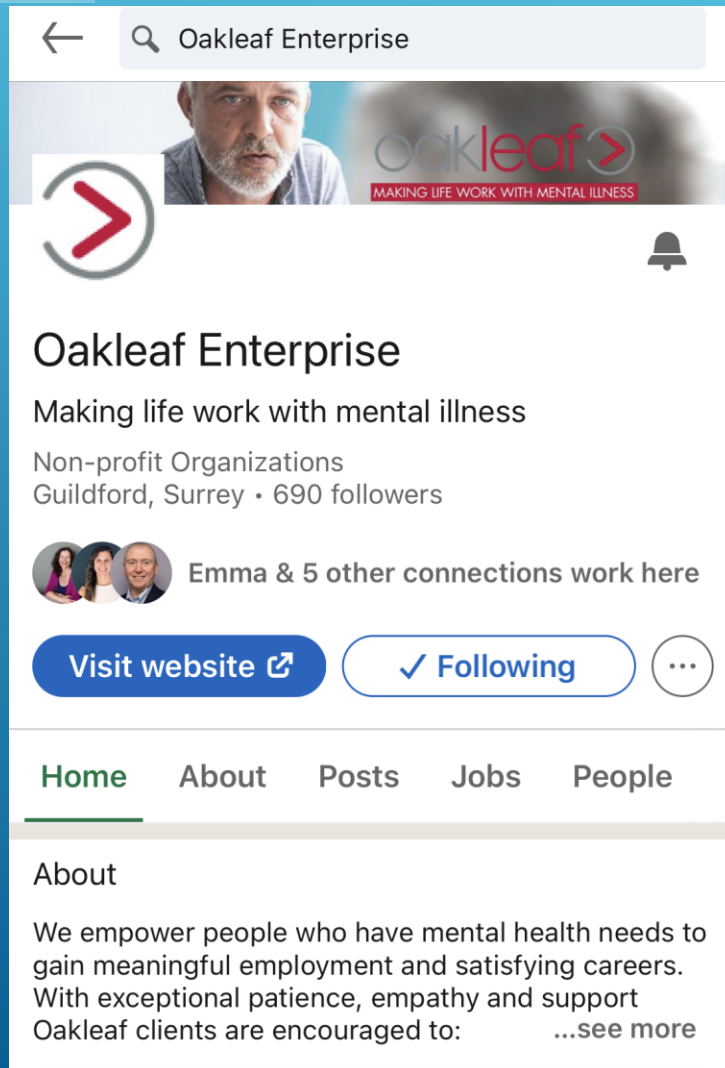 Oakleaf Enterprise
oakleaf
MAKING LIFE WORK WITH MENTAL ILLNESS
Oakleaf Enterprise
Making life work with mental illness
Non-profit Organizations
Guildford, Surrey • 690 followers
Emma & 5 other connections work here
Visit website
Following
Home About Posts Jobs People
About
We empower people who have mental health needs to
gain meaningful employment and satisfying careers.
With exceptional patience, empathy and support
Oakleaf clients are encouraged to: ...see more